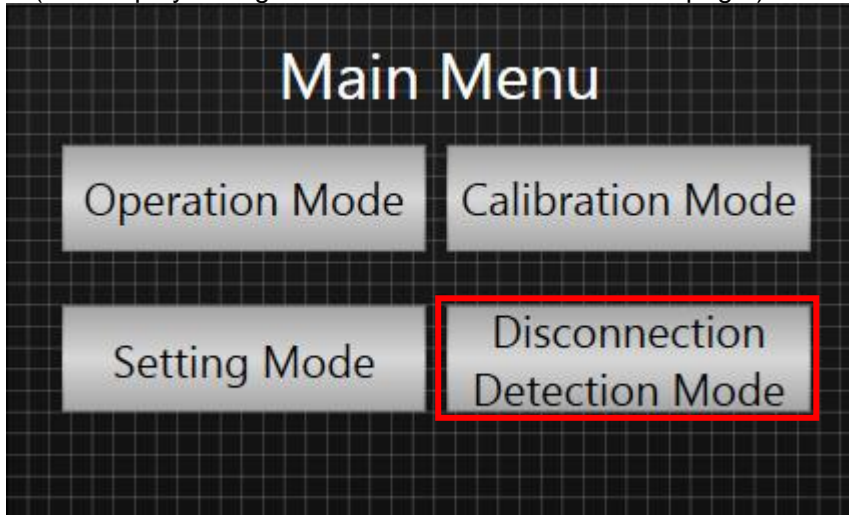 Main Menu
Operation Mode
Calibration Mode
Setting Mode
Disconnection
Detection Mode